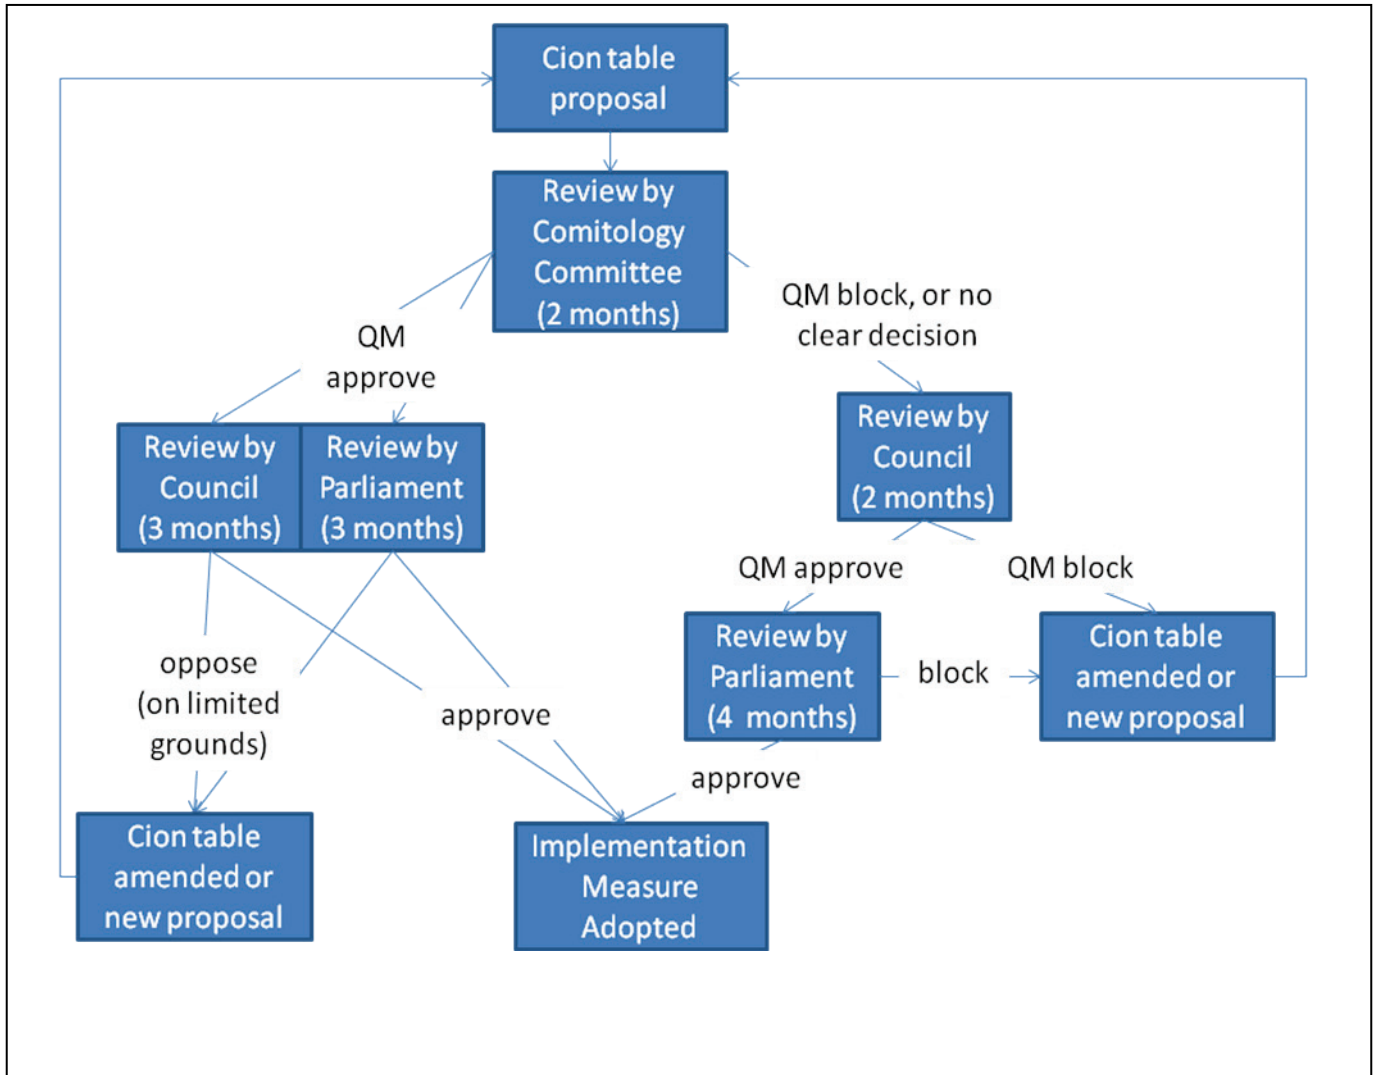 Cion table
proposal
Review by
Comitology
Committee
(2 months)
QM block, or no
clear decision
QM
approve
Review by
Council
(3 months)
Review by
Parliament
(3 months)
Review by
Council
(2 months)
QM approve
QM block
oppose
(on limited
grounds)
approve
Review by
Parliament
(4 months)
block
Cion table
amended or
new proposal
approve
Cion table
amended or
new proposal
Implementation
Measure
Adopted